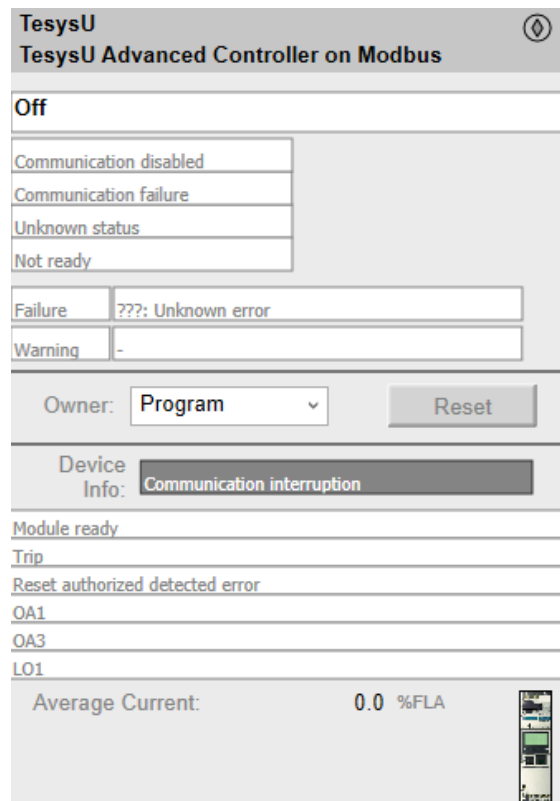 TesysU
TesysU Advanced Controller on Modbus
Off
Communication disabled
Communication failure
Unknown status
Not ready
Failure ???: Unknown error
Warning -
Owner: Program Reset
Device
Info: Communication interruption
Module ready
Trip
Reset authorized detected error
OA1
OA3
LO1
Average Current: 0.0 %FLA